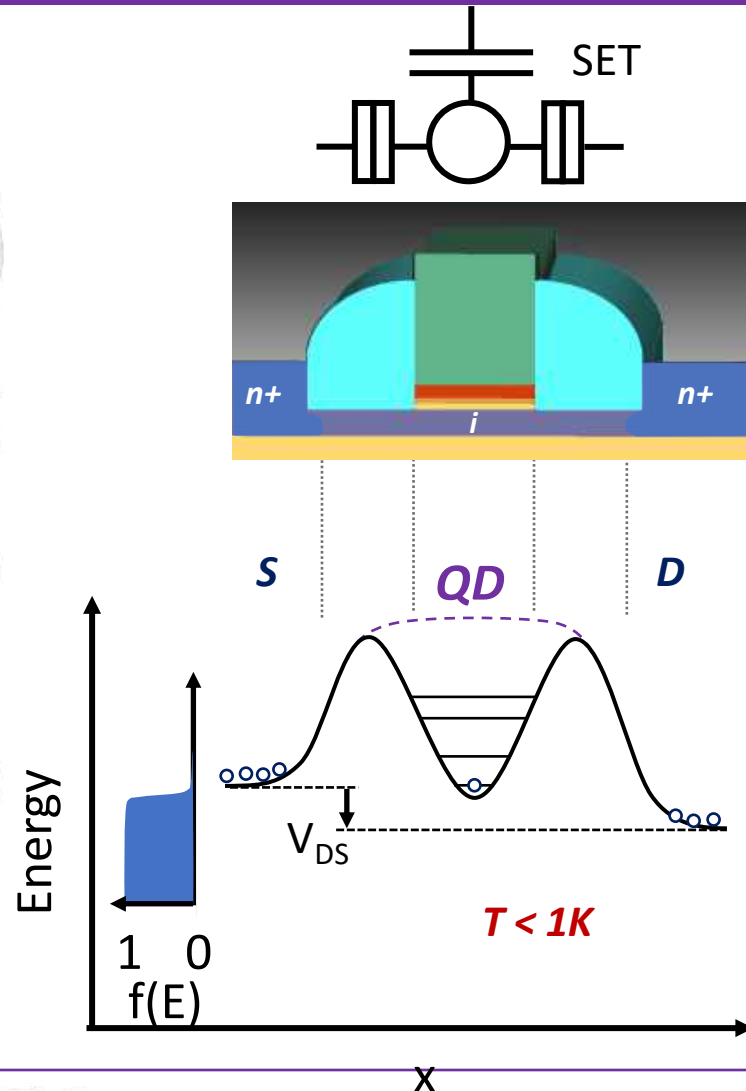 SET
n+
n+
i
S
QD
D
Energy
V_DS
T < 1K
1 0
f(E)
x